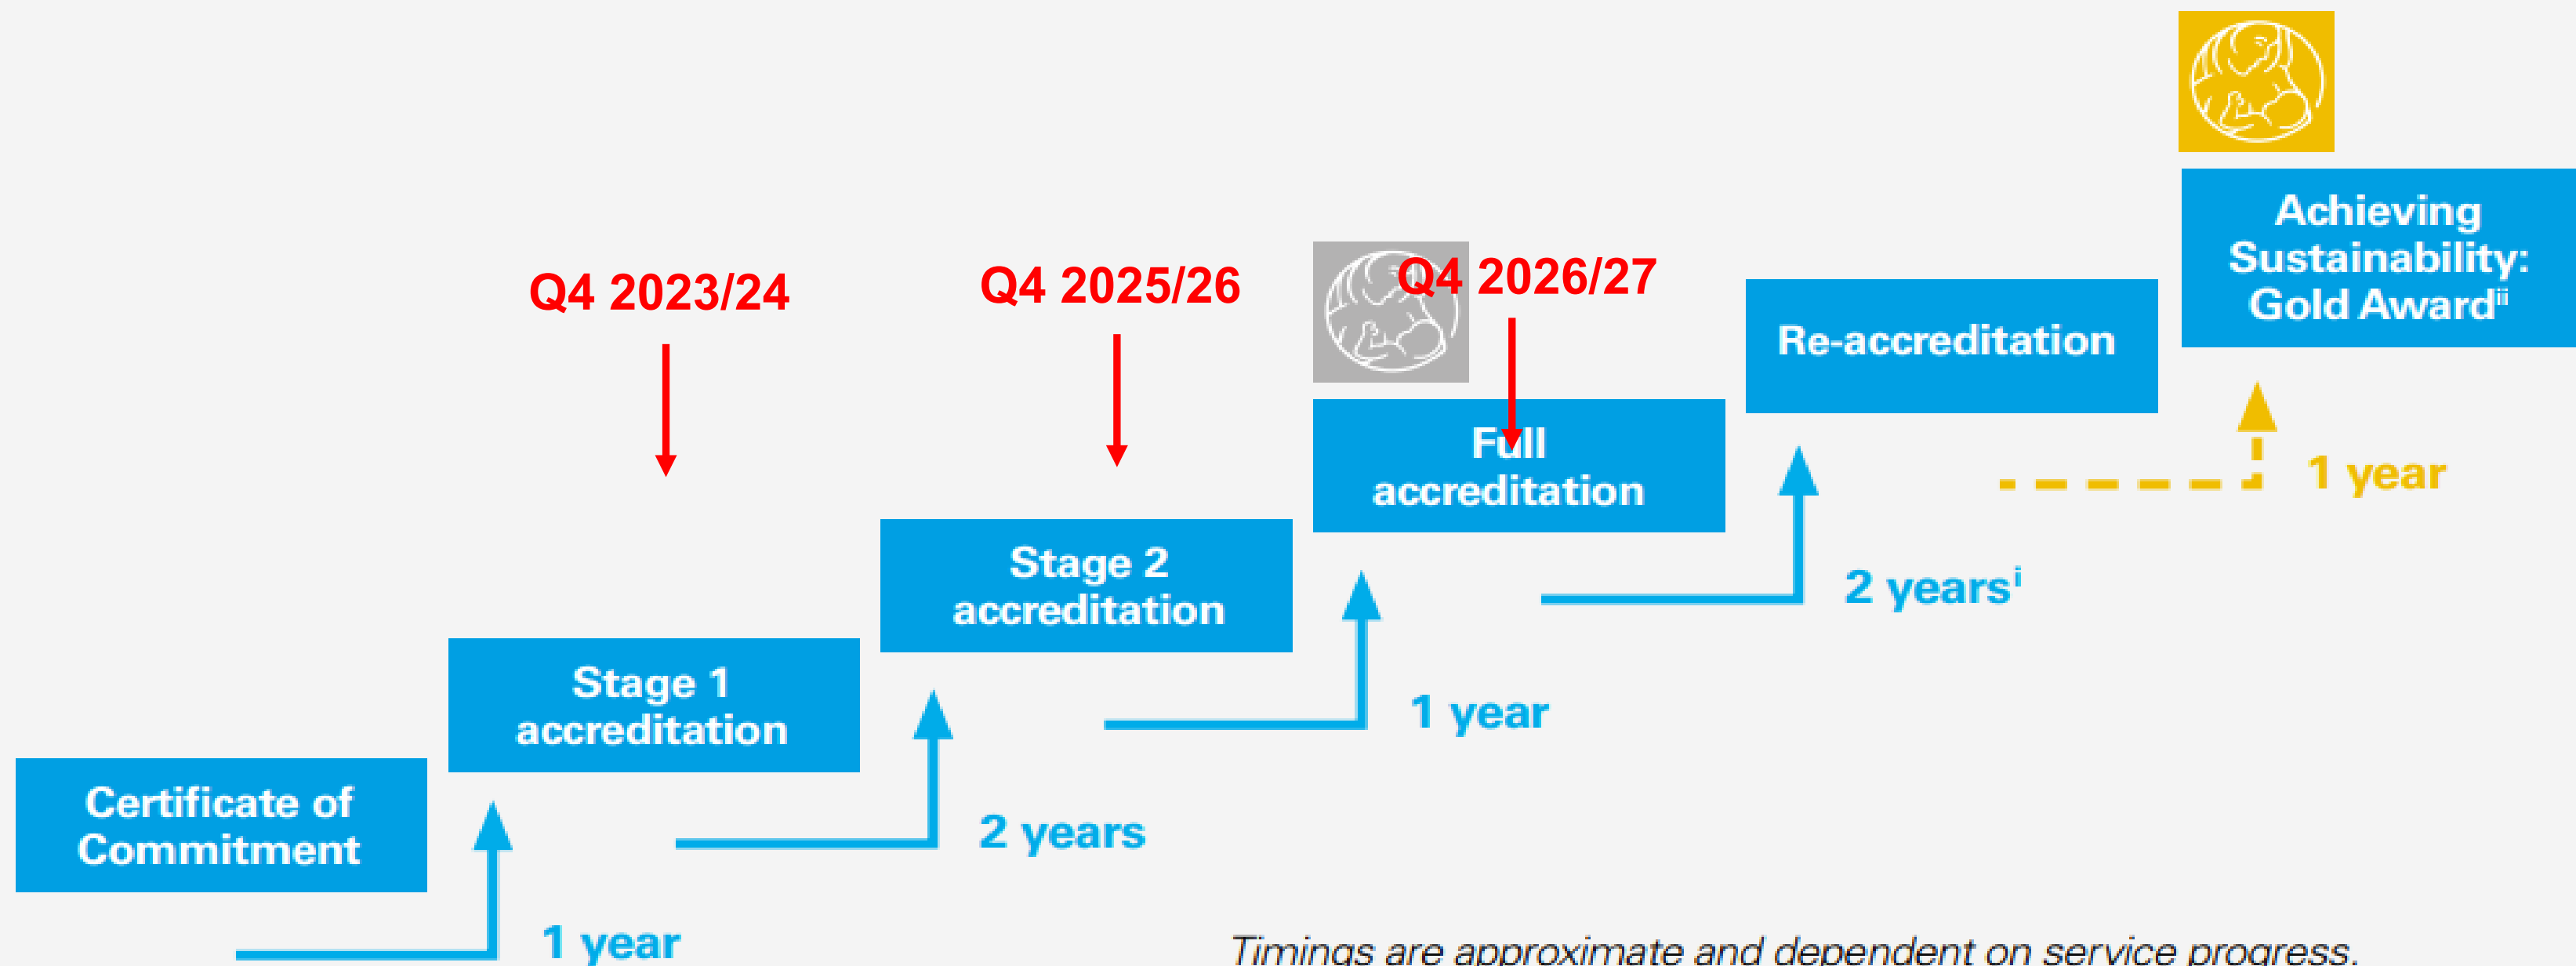 Achieving
Sustainability:
Gold Awardⁱⁱ
Q4 2023/24
Q4 2025/26
Q4 2026/27
Re-accreditation
Full
accreditation
1 year
Stage 2
accreditation
2 yearsⁱ
Stage 1
accreditation
1 year
Certificate of
Commitment
2 years
1 year
Timings are approximate and dependent on service progress.